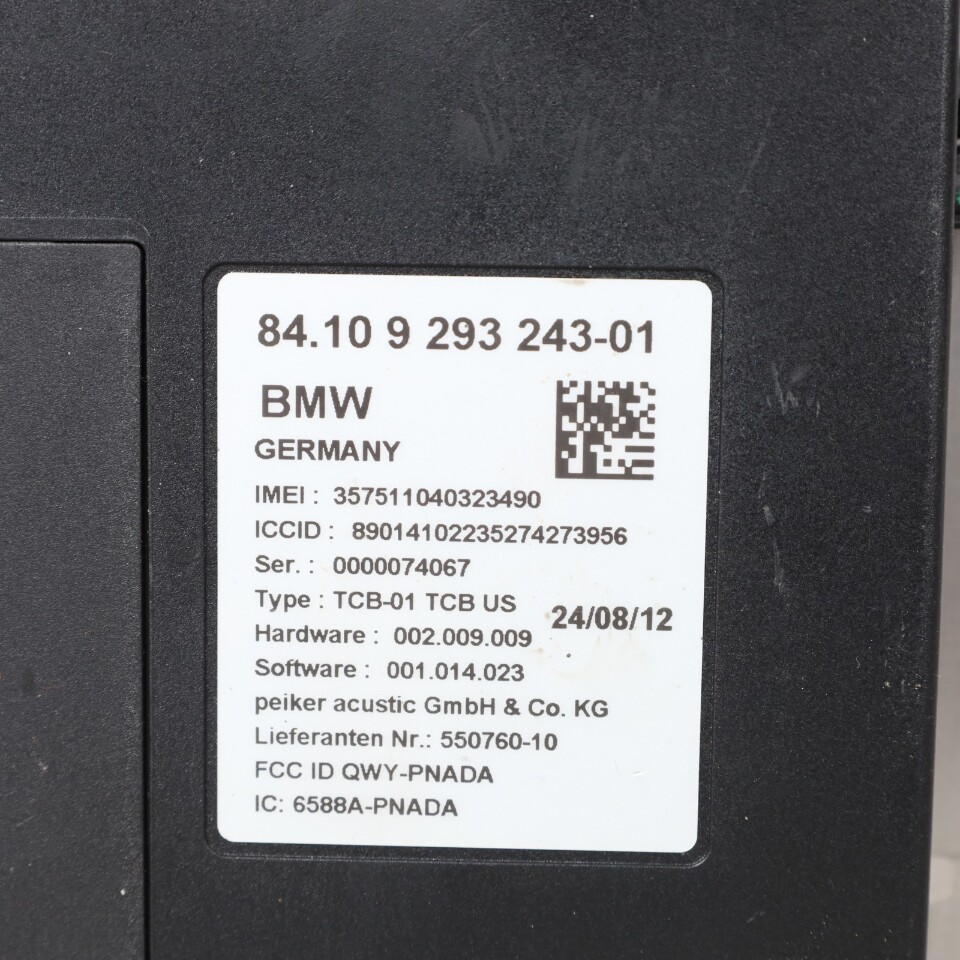 84.10 9 293 243-01
BMW
GERMANY
IMEI : 357511040323490
ICCID : 89014102235274273956
Ser. : 0000074067
Type : TCB-01 TCB US
24/08/12
Hardware : 002.009.009
Software : 001.014.023
peiker acustic GmbH & Co. KG
Lieferanten Nr.: 550760-10
FCC ID QWY-PNADA
IC: 6588A-PNADA